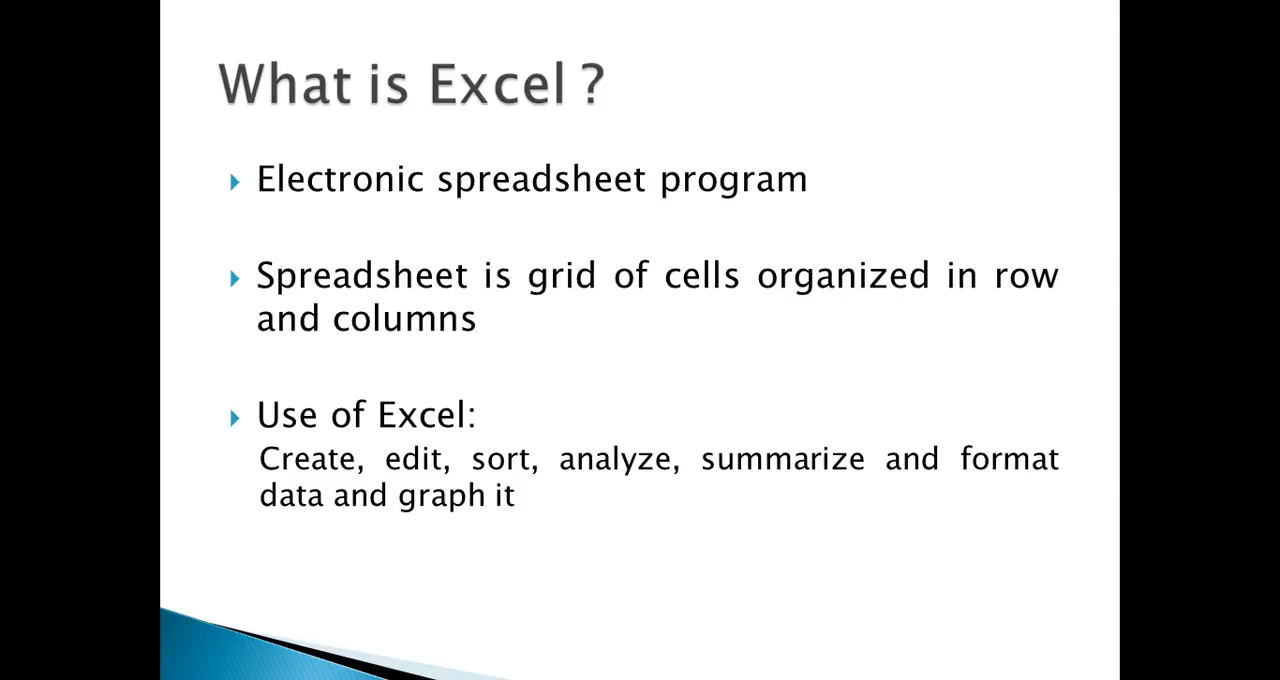 What is Excel ?
Electronic spreadsheet program
Spreadsheet is grid of cells organized in row
and columns
Use of Excel:
Create, edit, sort, analyze, summarize and format
data and graph it